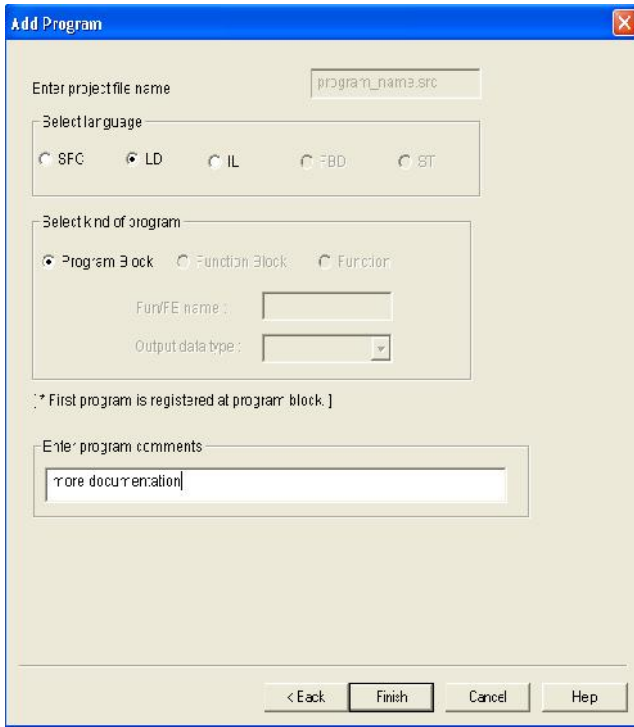 Add Program
Enter project file name program_name.src
Select language
SFC LD IL FBD ST
Select kind of program
Program Block Function Block Function
Fun/FB name :
Output data type :
[* First program is registered at program block. ]
Enter program comments
more documentation
< Back Finish Cancel Help